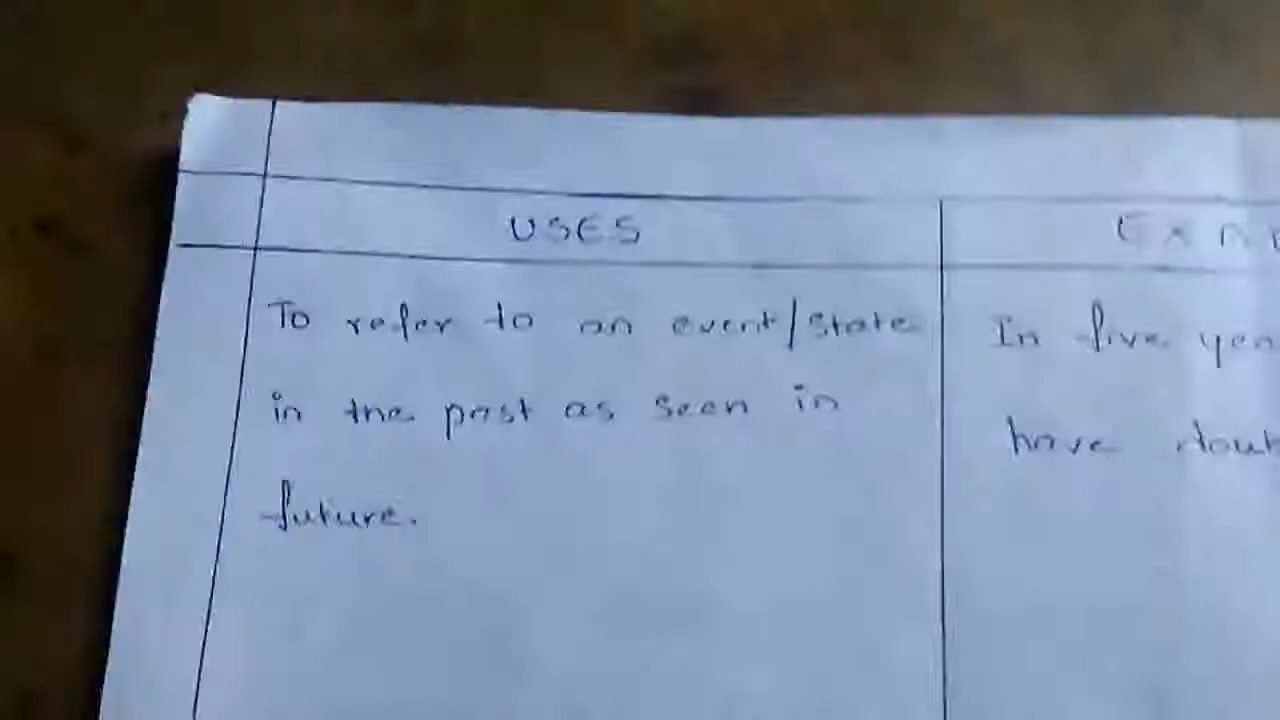 USES
To refer to an event/state
in the past as seen in
future.
In five
have